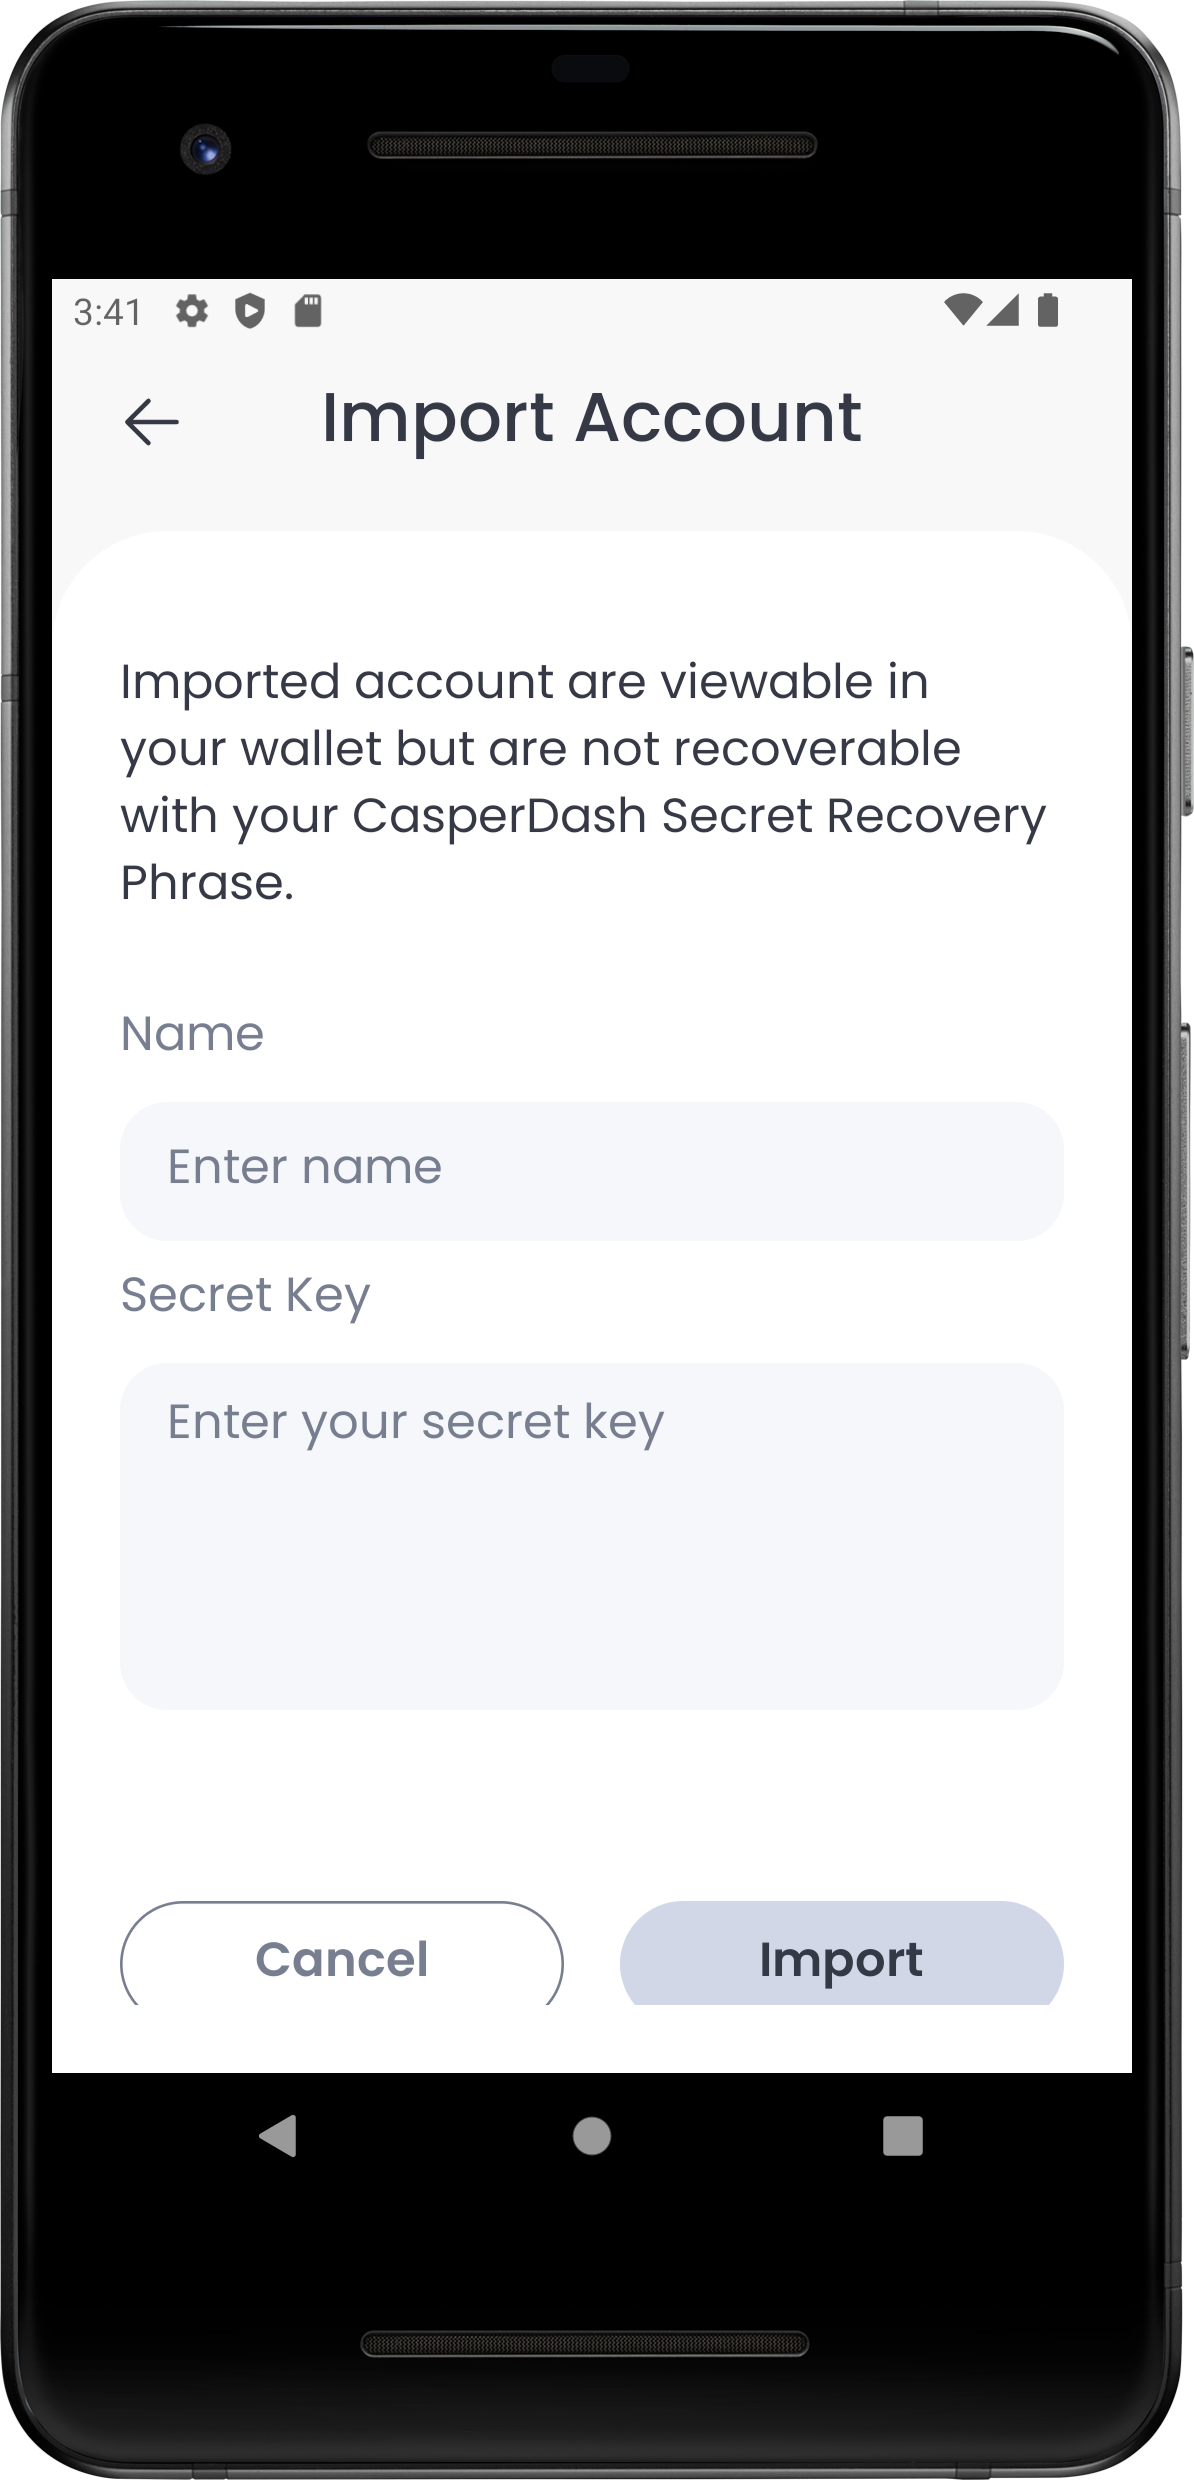 3:41
Import Account
Imported account are viewable in
your wallet but are not recoverable
with your CasperDash Secret Recovery
Phrase.
Name
Enter name
Secret Key
Enter your secret key
Cancel
Import